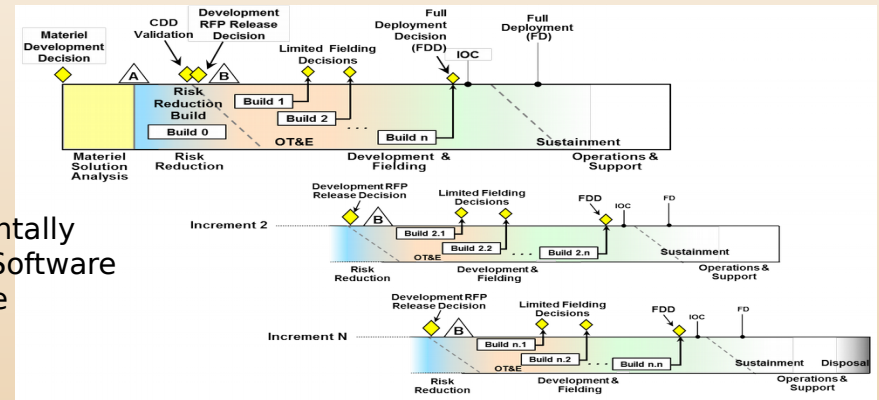 Materiel
Development
Decision
CDD
Validation
Development
RFP Release
Decision
Limited Fielding
Decisions
Full
Deployment
Decision
(FDD)
IOC
Full
Deployment
(FD)
A
B
Risk
Reduction
Build
Build 0
Build 1
Build 2
. . .
Build n
OT&E
Sustainment
Materiel
Solution
Analysis
Risk
Reduction
Development &
Fielding
Operations &
Support
ntally
Software
e
Increment 2
Development RFP
Release Decision
B
Limited Fielding
Decisions
FDD
IOC
FD
Build 2.1
Build 2.2
. . .
Build 2.n
OT&E
Sustainment
Risk
Reduction
Development &
Fielding
Operations &
Support
Increment N
Development RFP
Release Decision
B
Limited Fielding
Decisions
FDD
IOC
FD
Build n.1
Build n.2
. . .
Build n.n
OT&E
Sustainment
Disposal
Risk
Reduction
Development &
Fielding
Operations &
Support